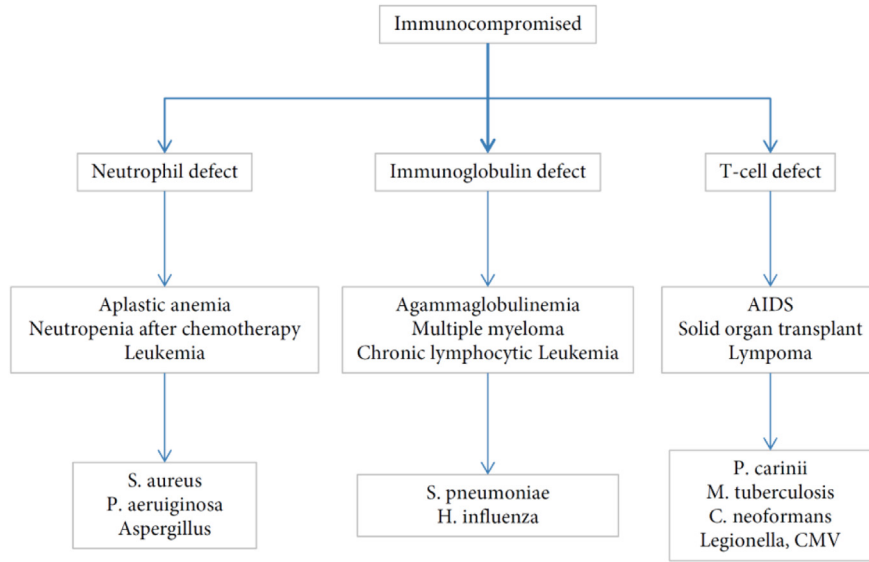 Immunocompromised
Neutrophil defect
Immunoglobulin defect
T-cell defect
Aplastic anemia
Neutropenia after chemotherapy
Leukemia
Agammaglobulinemia
Multiple myeloma
Chronic lymphocytic Leukemia
AIDS
Solid organ transplant
Lympoma
S. aureus
P. aeruiginosa
Aspergillus
S. pneumoniae
H. influenza
P. carinii
M. tuberculosis
C. neoformans
Legionella, CMV